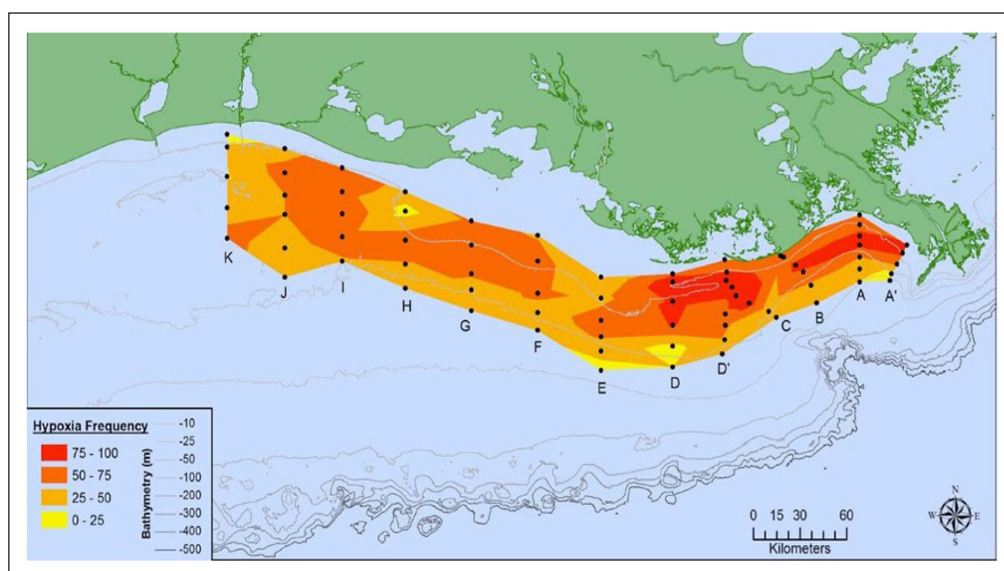 K
J
I
H
G
F
E
D
D'
C
B
A
A'
Hypoxia Frequency
75 - 100
50 - 75
25 - 50
0 - 25
Bathymetry (m)
-10
-25
-50
-100
-200
-300
-400
-500
0 15 30 60
Kilometers
N
W E
S